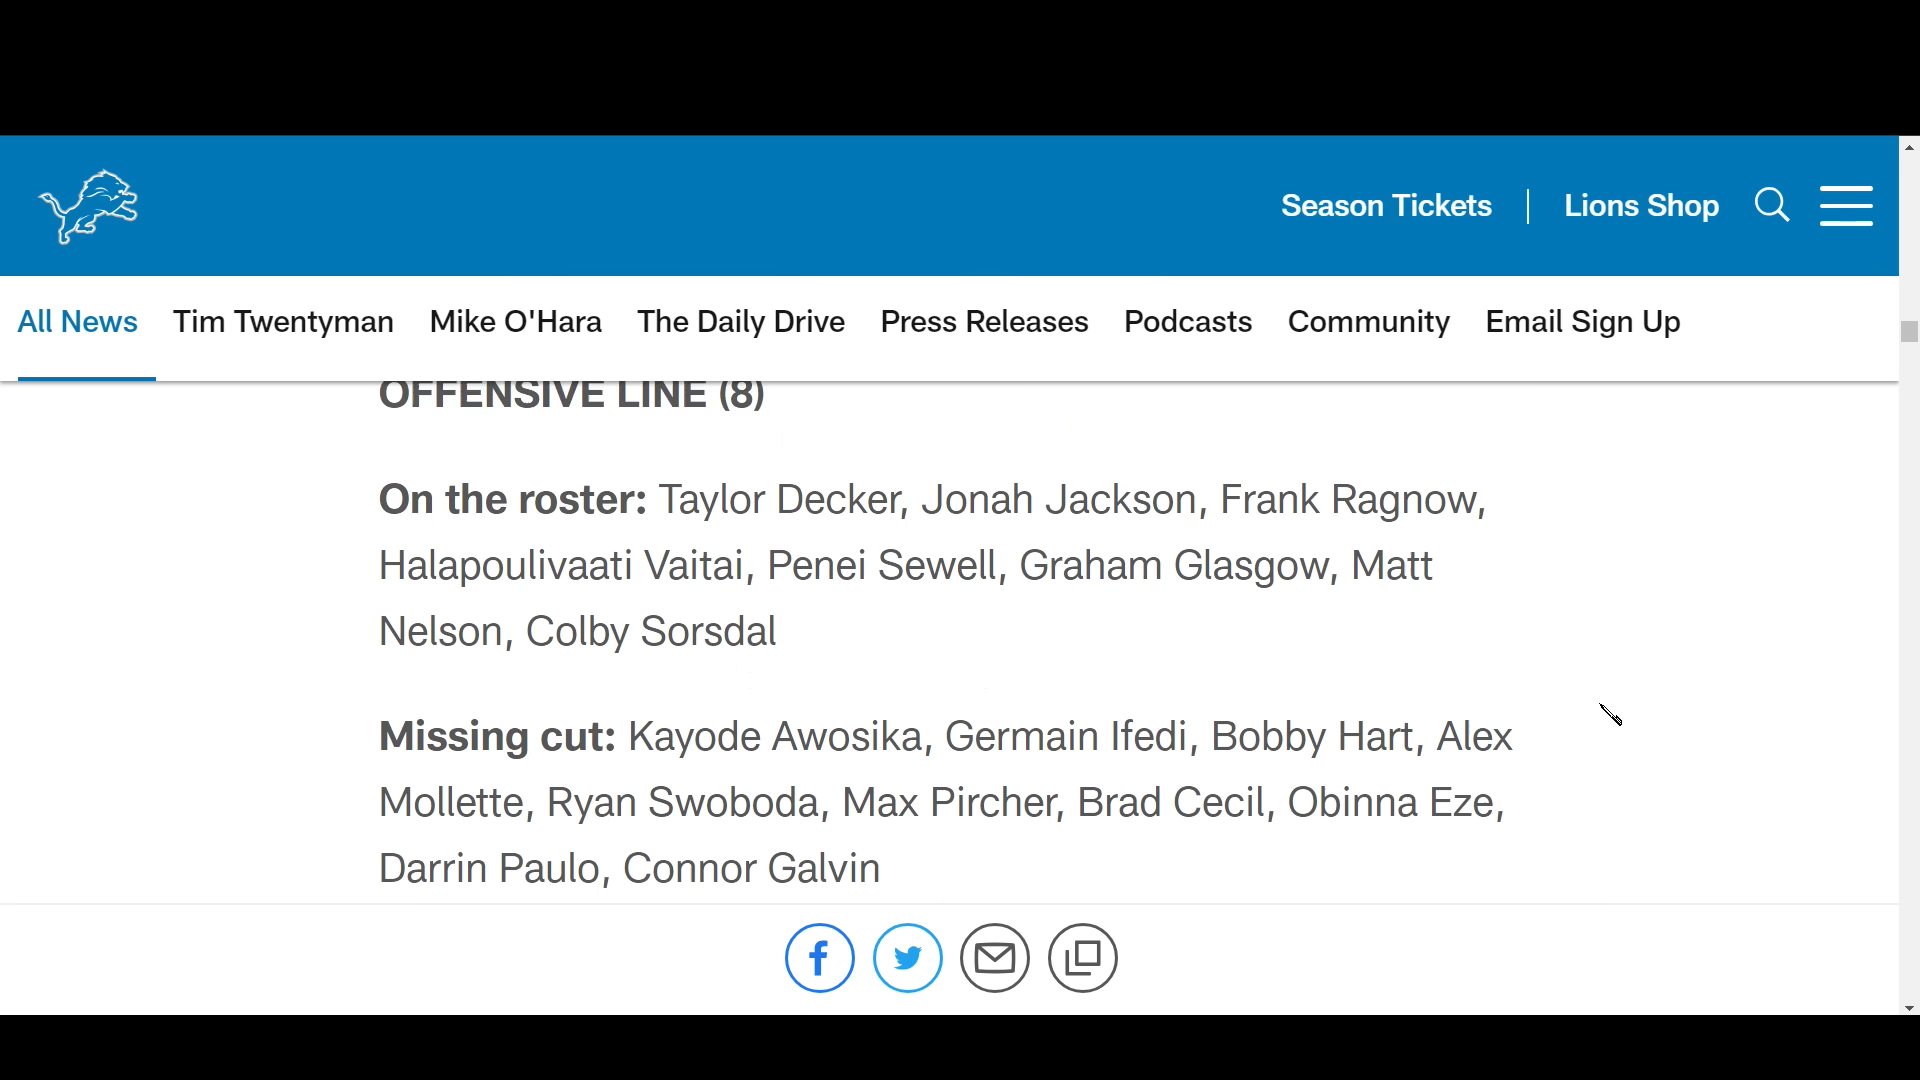 Season Tickets | Lions Shop
All News Tim Twentyman Mike O'Hara The Daily Drive Press Releases Podcasts Community Email Sign Up
OFFENSIVE LINE (8)
On the roster: Taylor Decker, Jonah Jackson, Frank Ragnow,
Halapoulivaati Vaitai, Penei Sewell, Graham Glasgow, Matt
Nelson, Colby Sorsdal
Missing cut: Kayode Awosika, Germain Ifedi, Bobby Hart, Alex
Mollette, Ryan Swoboda, Max Pircher, Brad Cecil, Obinna Eze,
Darrin Paulo, Connor Galvin